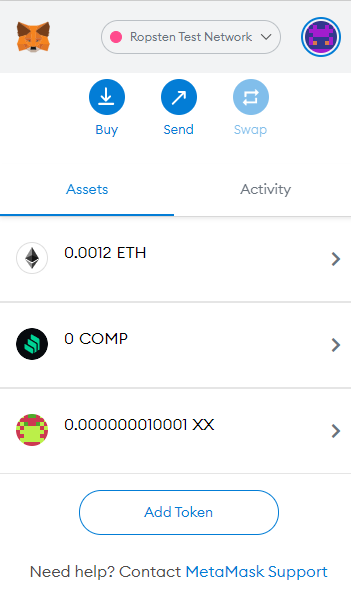 Ropsten Test Network
Buy Send Swap
Assets Activity
0.0012 ETH
0 COMP
0.000000010001 XX
Add Token
Need help? Contact MetaMask Support